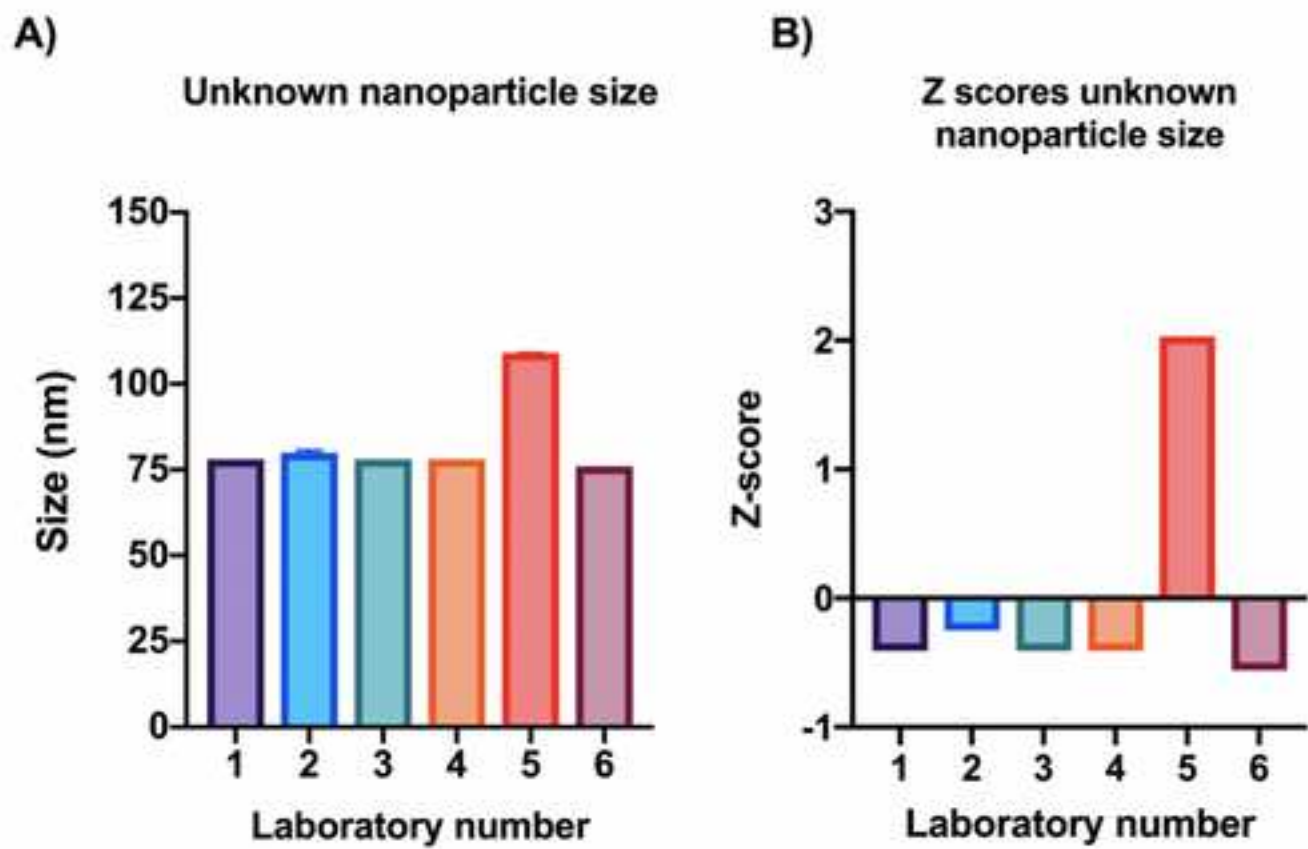 A)
Unknown nanoparticle size
150
125
100
75
50
25
0
Size (nm)
1 2 3 4 5 6
Laboratory number
B)
Z scores unknown
nanoparticle size
3
2
1
0
-1
Z-score
1 2 3 4 5 6
Laboratory number